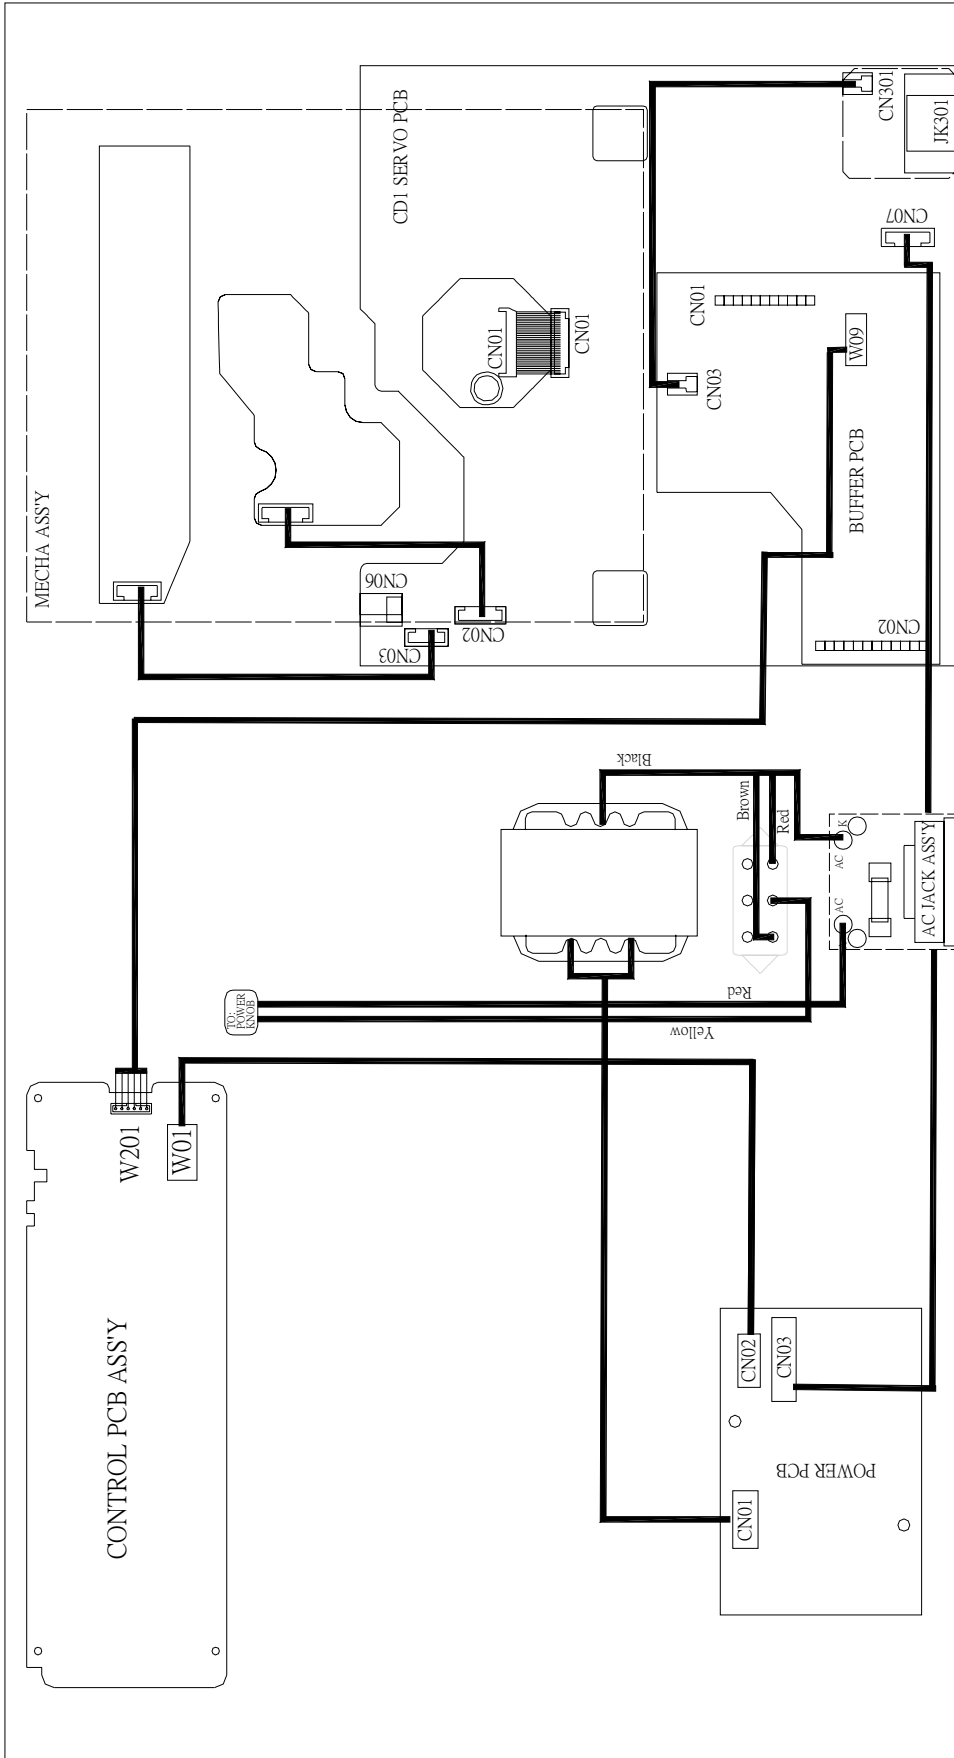 CN301
JK301
CD1 SERVO PCB
CN07
CN01
CN01
CN01
W09
CN03
BUFFER PCB
MECHA ASS'Y
CN06
CN02
CN03
CN02
Black
Brown
Red
K
AC
AC
AC JACK ASS'Y
TO:
POWER
KNOB
Red
Yellow
W201
W01
CONTROL PCB ASS'Y
CN02
CN03
POWER PCB
CN01